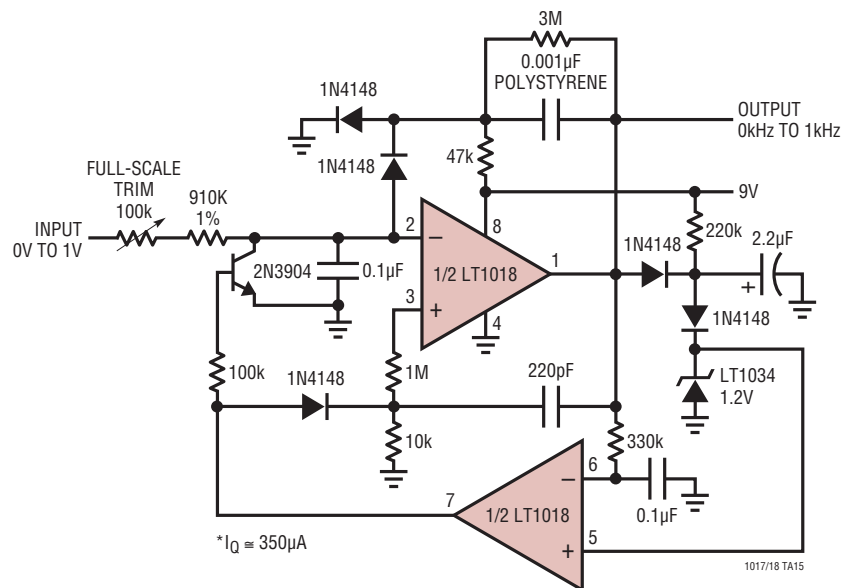 3M
0.001µF
POLYSTYRENE
1N4148
OUTPUT
0kHz TO 1kHz
1N4148
47k
FULL-SCALE
TRIM
100k
910K
1%
9V
INPUT
0V TO 1V
2
8
220k
2.2µF
1N4148
–
2N3904
0.1µF
1/2 LT1018
1
+
3
+
4
1N4148
100k
1N4148
1M
220pF
LT1034
1.2V
10k
330k
6
–
7
1/2 LT1018
0.1µF
5
+
*IQ ≅ 350µA
1017/18 TA15